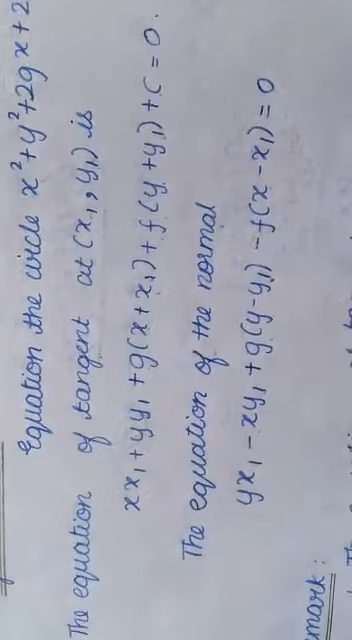 Equation the circle x²+y²+2gx+2
The equation of tangent at (x₁, y₁) is
xx₁ + yy₁ + g(x+x₁) + f(y+y₁) + C = 0.
The equation of the normal
yx₁ - xy₁ + g(y-y₁) - f(x-x₁) = 0
mark: